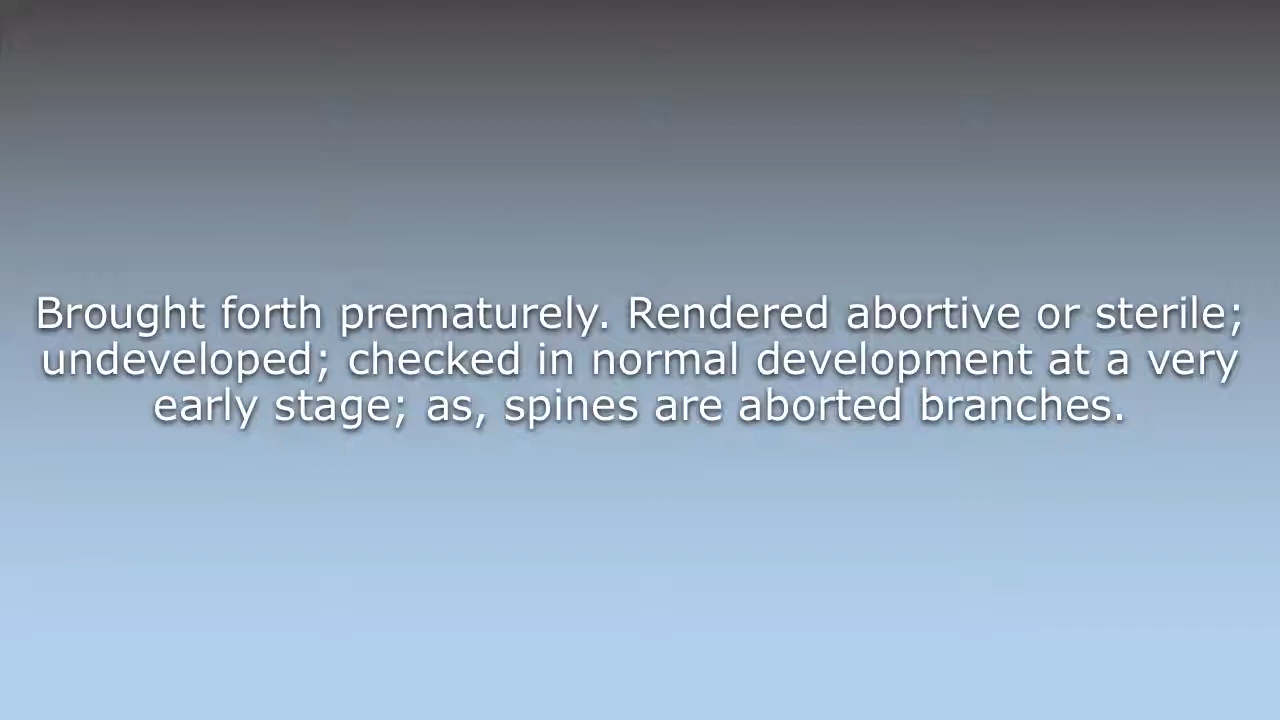 Brought forth prematurely. Rendered abortive or sterile;
undeveloped; checked in normal development at a very
early stage; as, spines are aborted branches.